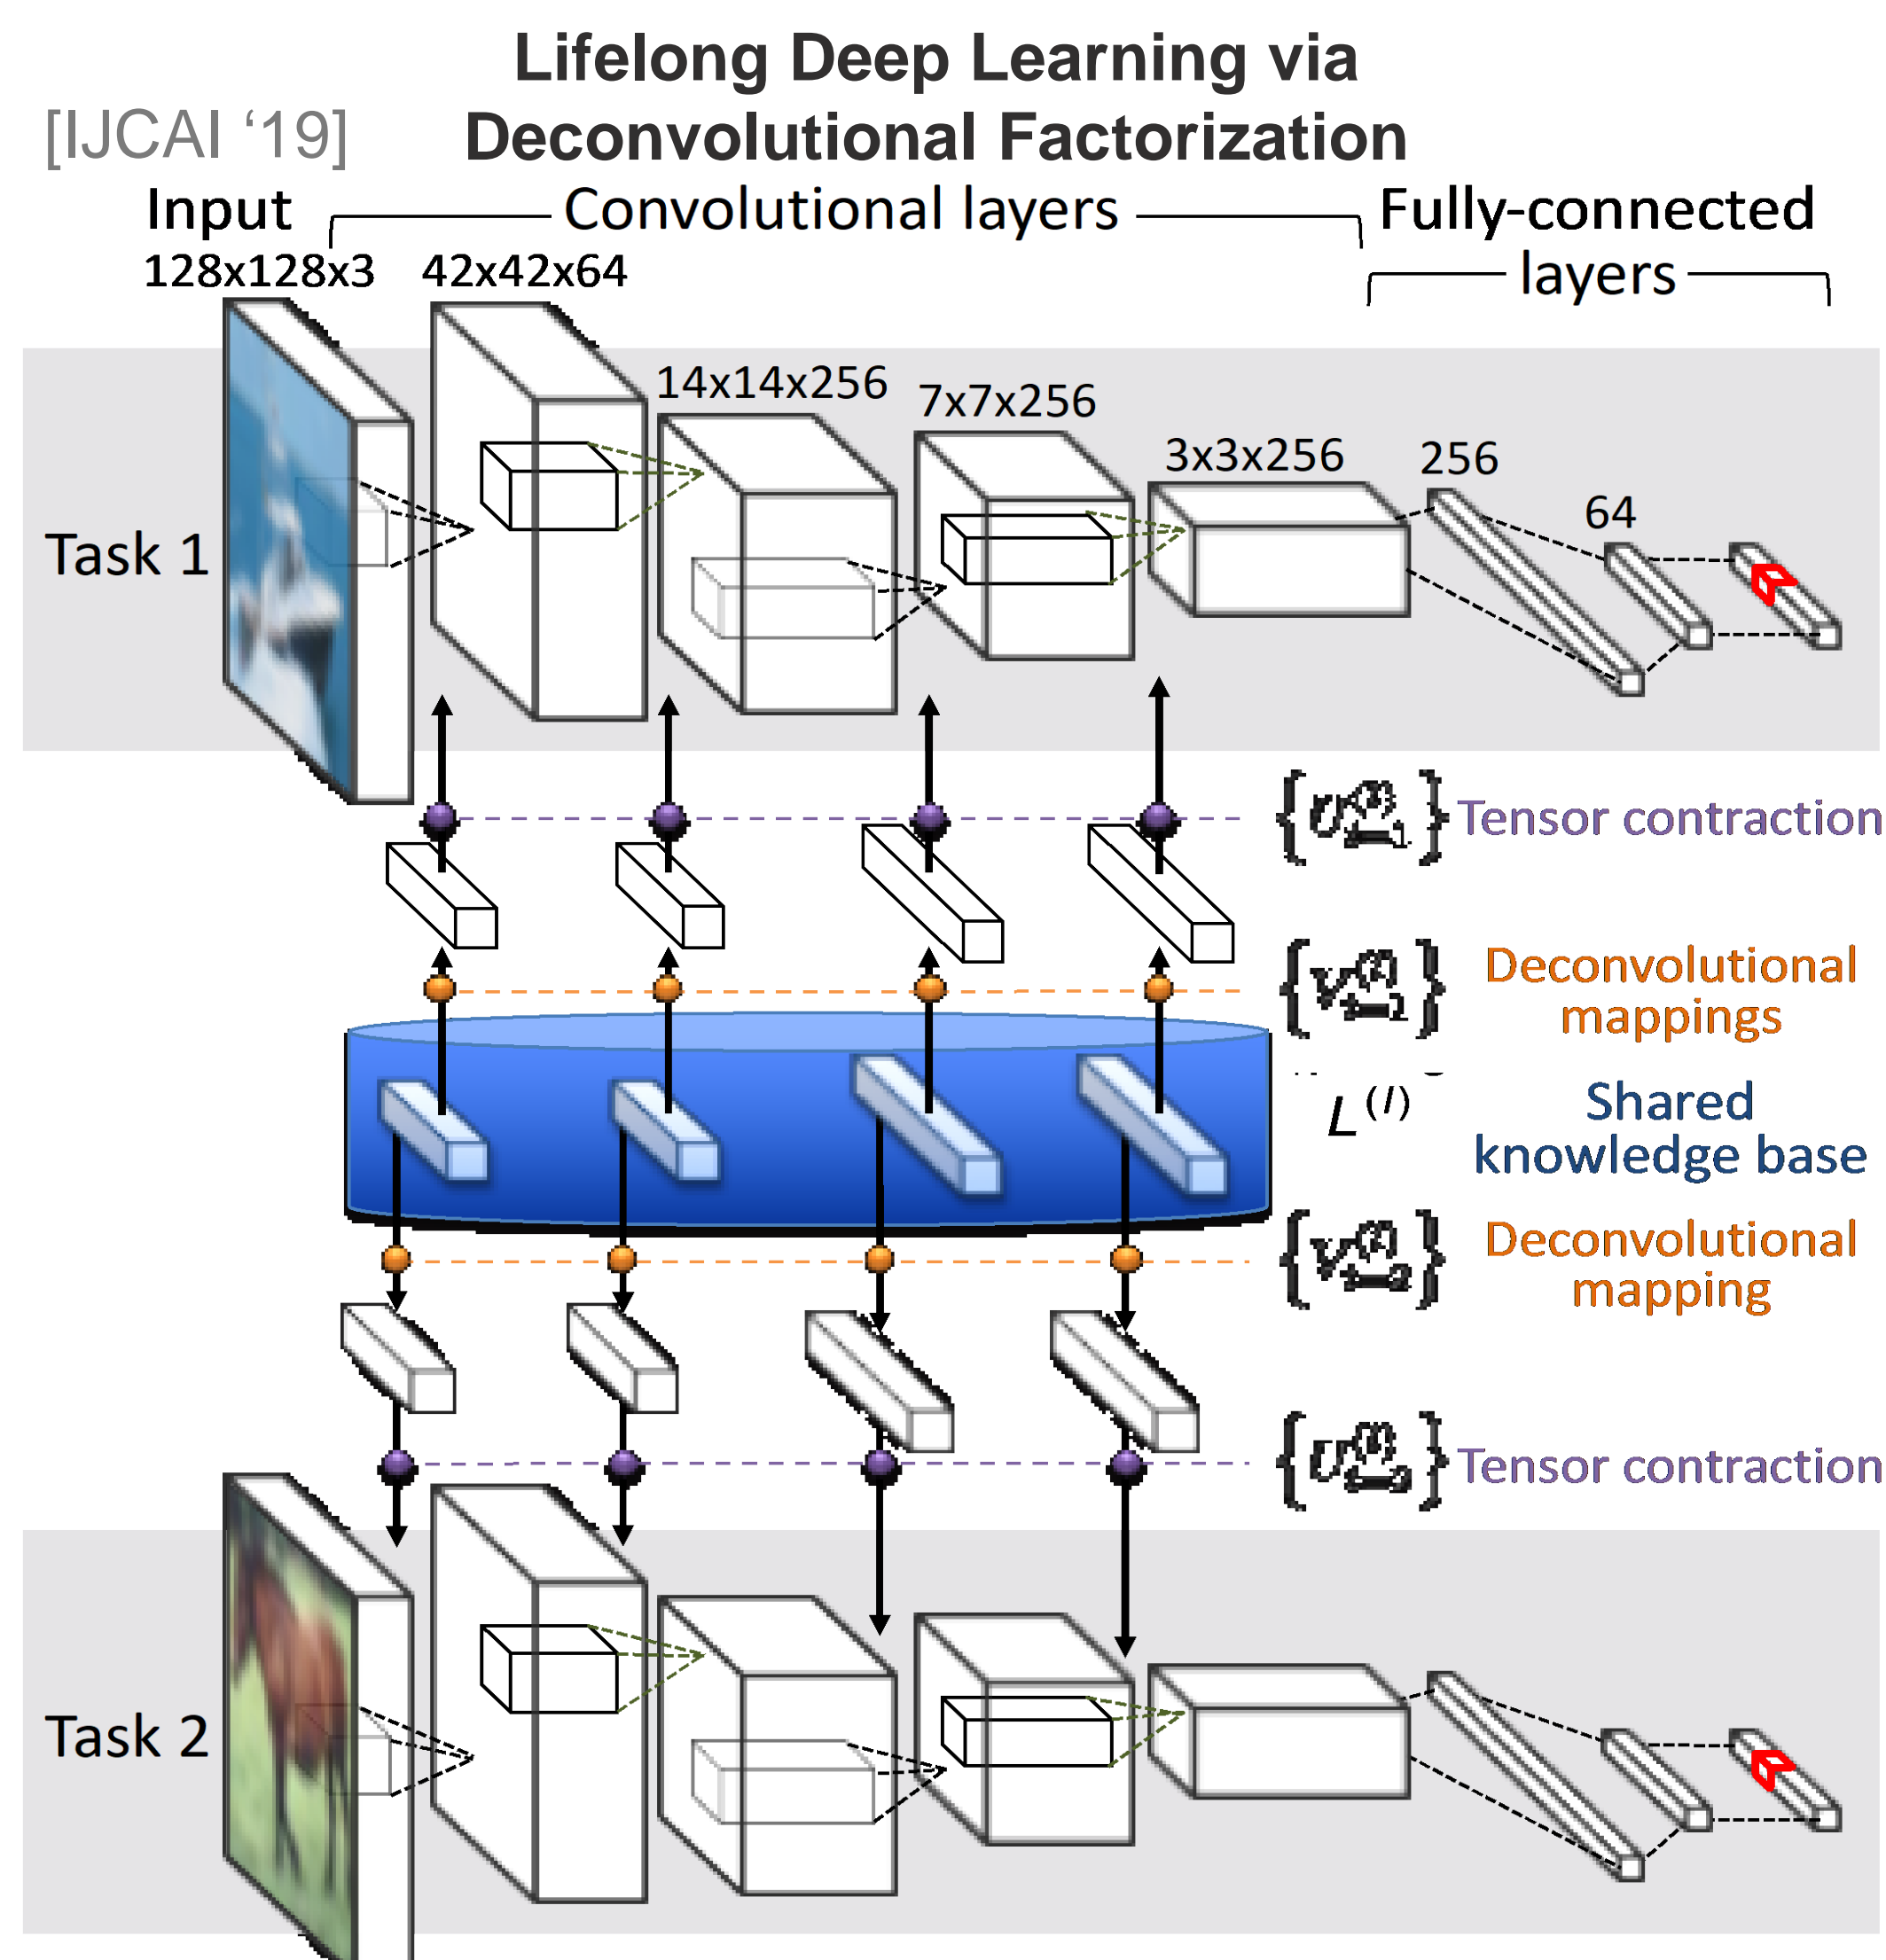 Lifelong Deep Learning via
Deconvolutional Factorization
[IJCAI ‘19]
Input
Convolutional layers
Fully-connected
layers
128x128x3
42x42x64
14x14x256
7x7x256
3x3x256
256
64
Task 1
Tensor contraction
Deconvolutional
mappings
L(l)
Shared
knowledge base
Deconvolutional
mapping
Tensor contraction
Task 2